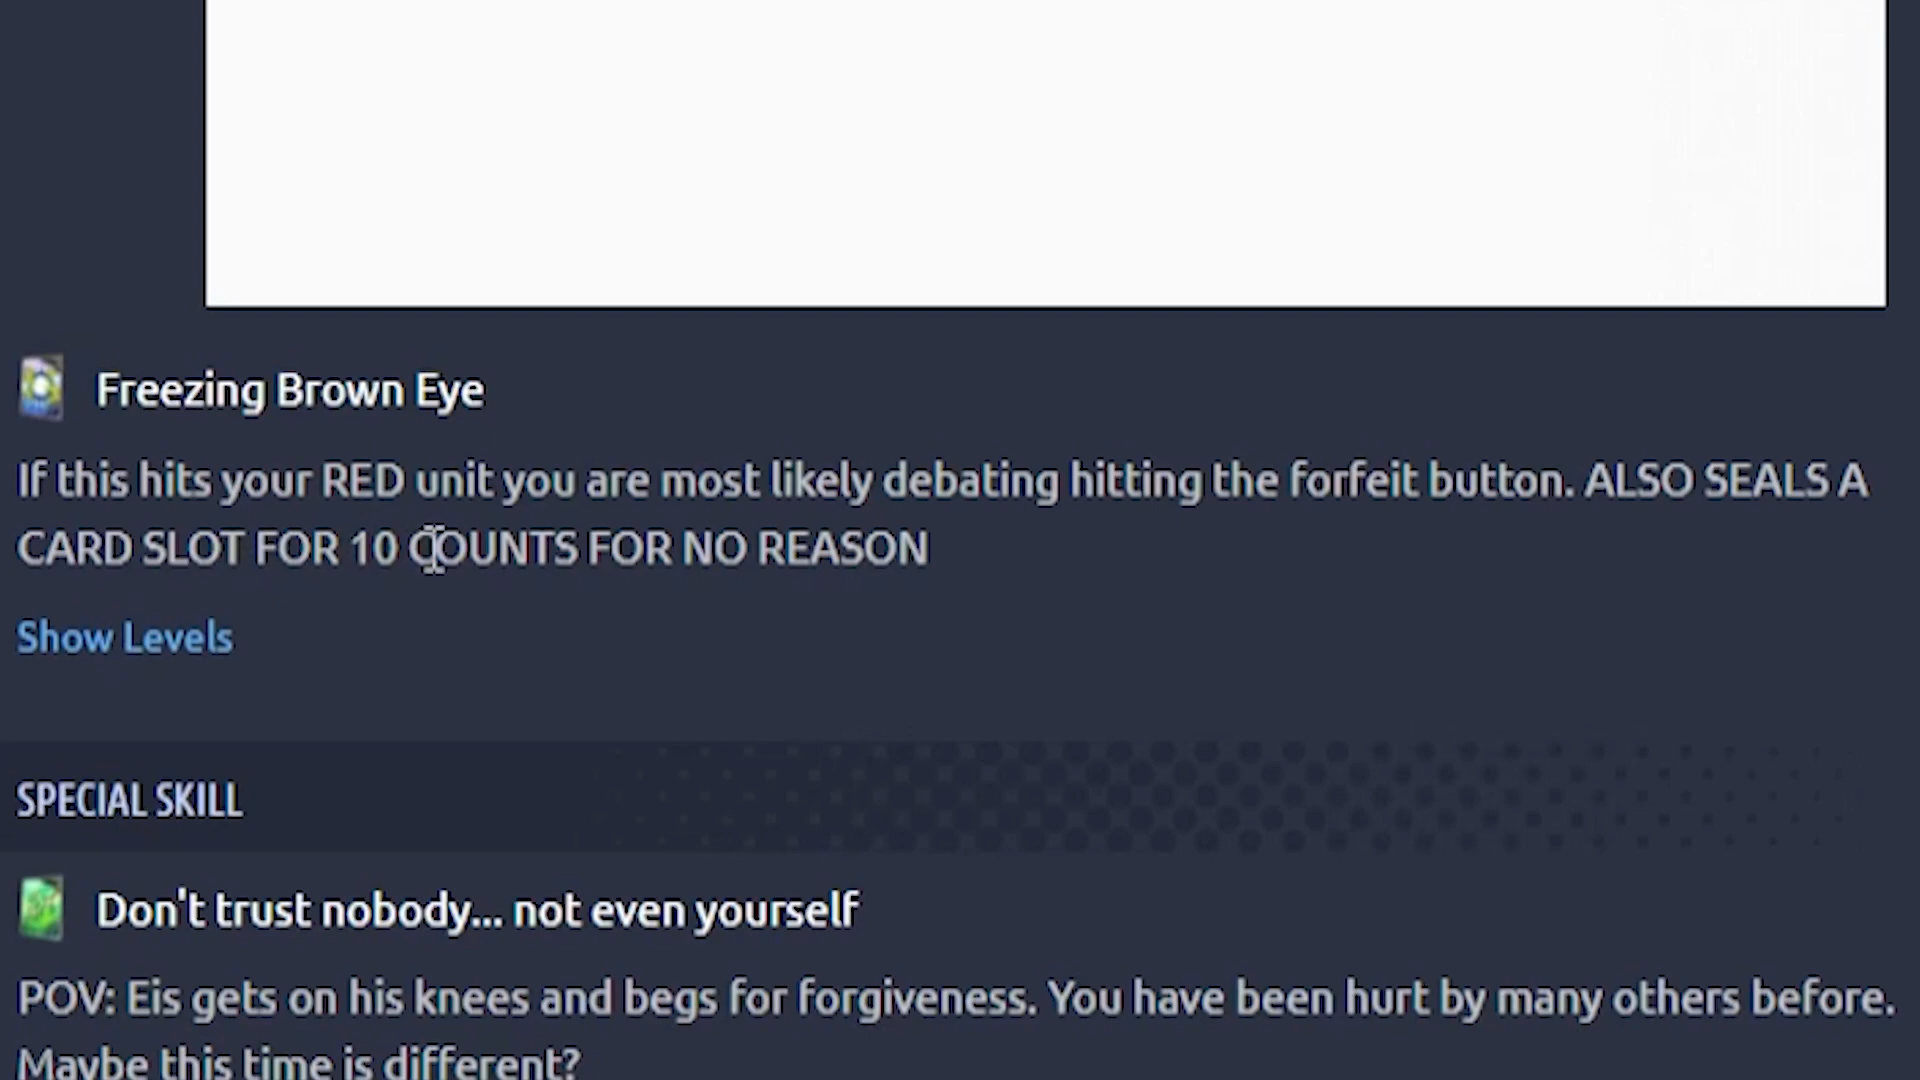 Freezing Brown Eye
If this hits your RED unit you are most likely debating hitting the forfeit button. ALSO SEALS A
CARD SLOT FOR 10 COUNTS FOR NO REASON
Show Levels
SPECIAL SKILL
Don't trust nobody... not even yourself
POV: Eis gets on his knees and begs for forgiveness. You have been hurt by many others before.
Maybe this time is different?